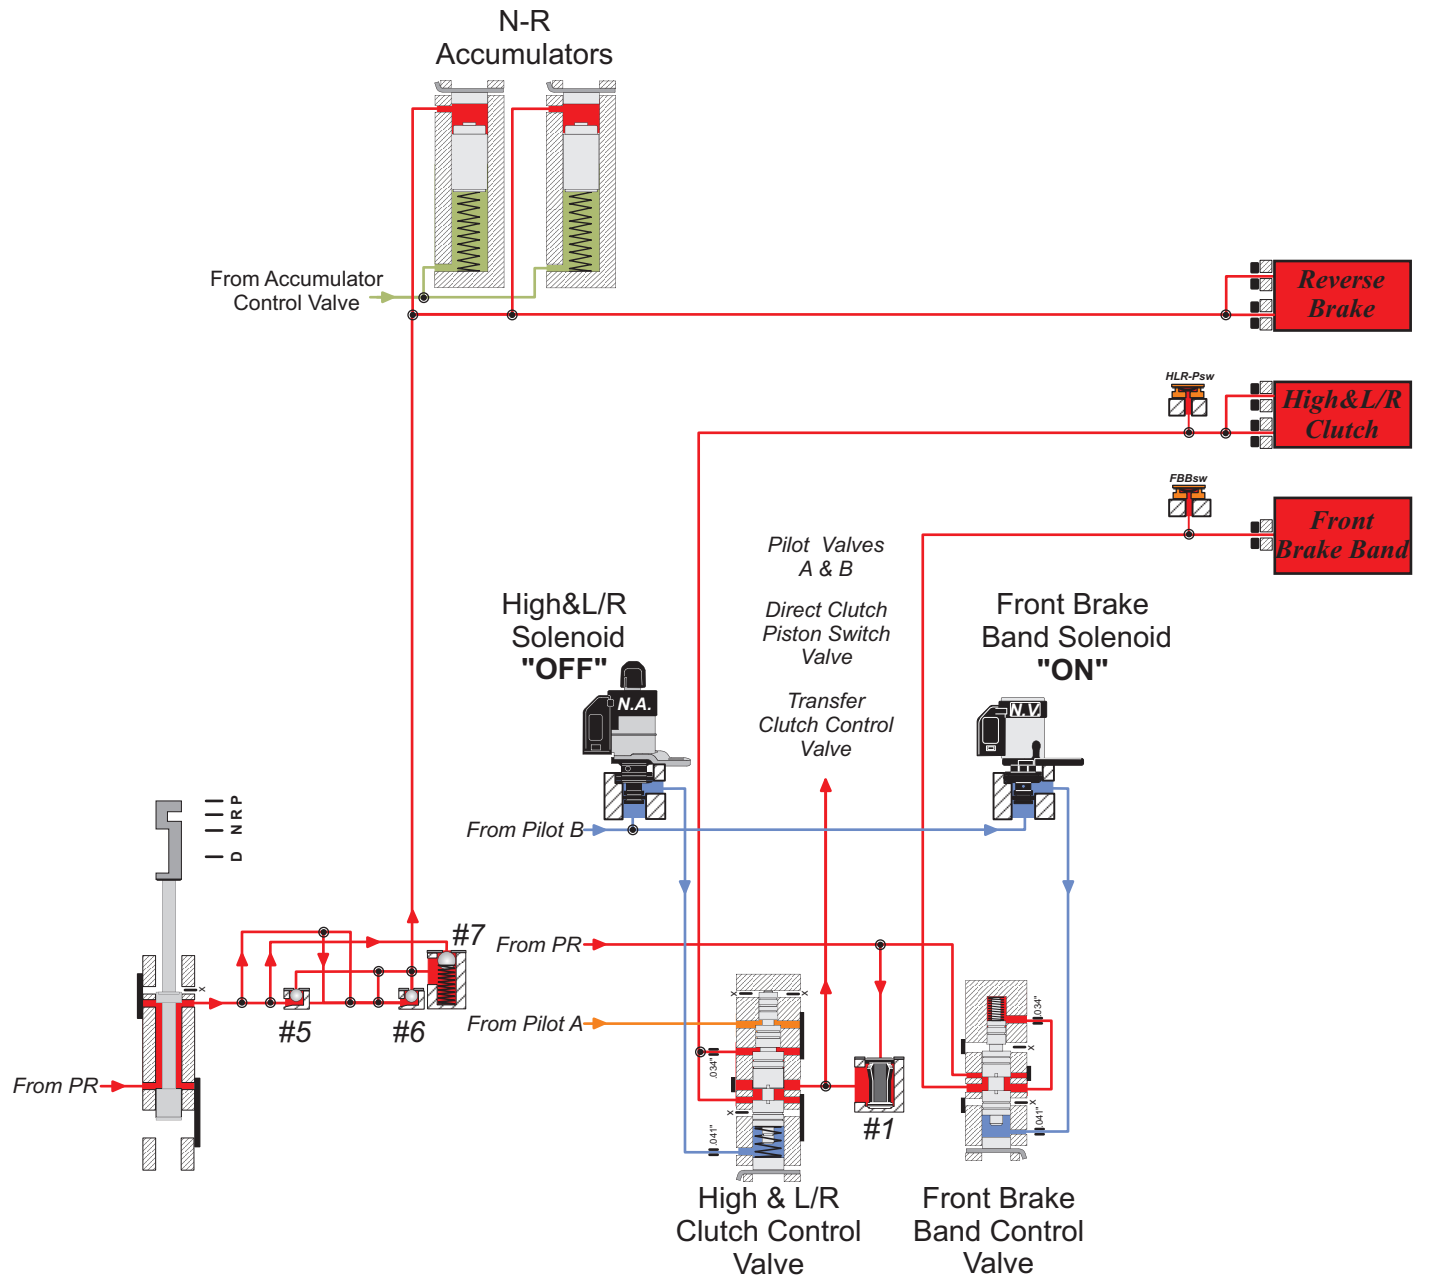 N-R
Accumulators
From Accumulator
Control Valve
Reverse
Brake
HLR-Psw
High&L/R
Clutch
FBBsw
Front
Brake Band
Pilot Valves
A & B
Direct Clutch
Piston Switch
Valve
Transfer
Clutch Control
Valve
High&L/R
Solenoid
"OFF"
N.A.
Front Brake
Band Solenoid
"ON"
N.V.
From Pilot B
P
R
N
D
From PR
#7
X
#5
#6
From PR
From Pilot A
X
X
.034"
X
.041"
#1
.034"
X
X
.041"
From PR
High & L/R
Clutch Control
Valve
Front Brake
Band Control
Valve